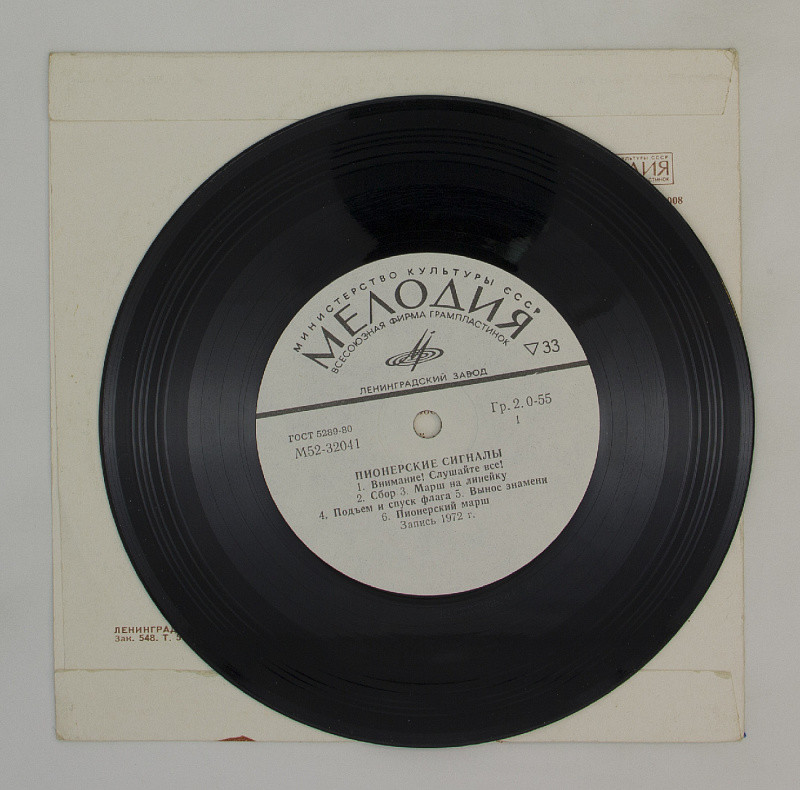 МИНИСТЕРСТВО КУЛЬТУРЫ СССР
МЕЛОДИЯ
ВСЕСОЮЗНАЯ ФИРМА ГРАМПЛАСТИНОК
33
ЛЕНИНГРАДСКИЙ ЗАВОД
ГОСТ 5289-80
М52-32041
Гр. 2. 0-55
1
ПИОНЕРСКИЕ СИГНАЛЫ
1. Внимание! Слушайте все!
2. Сбор 3. Марш на линейку
4. Подъем и спуск флага 5. Вынос знамени
6. Пионерский марш
Запись 1972 г.
ЛЕНИНГРАД
Зак. 548. Т.